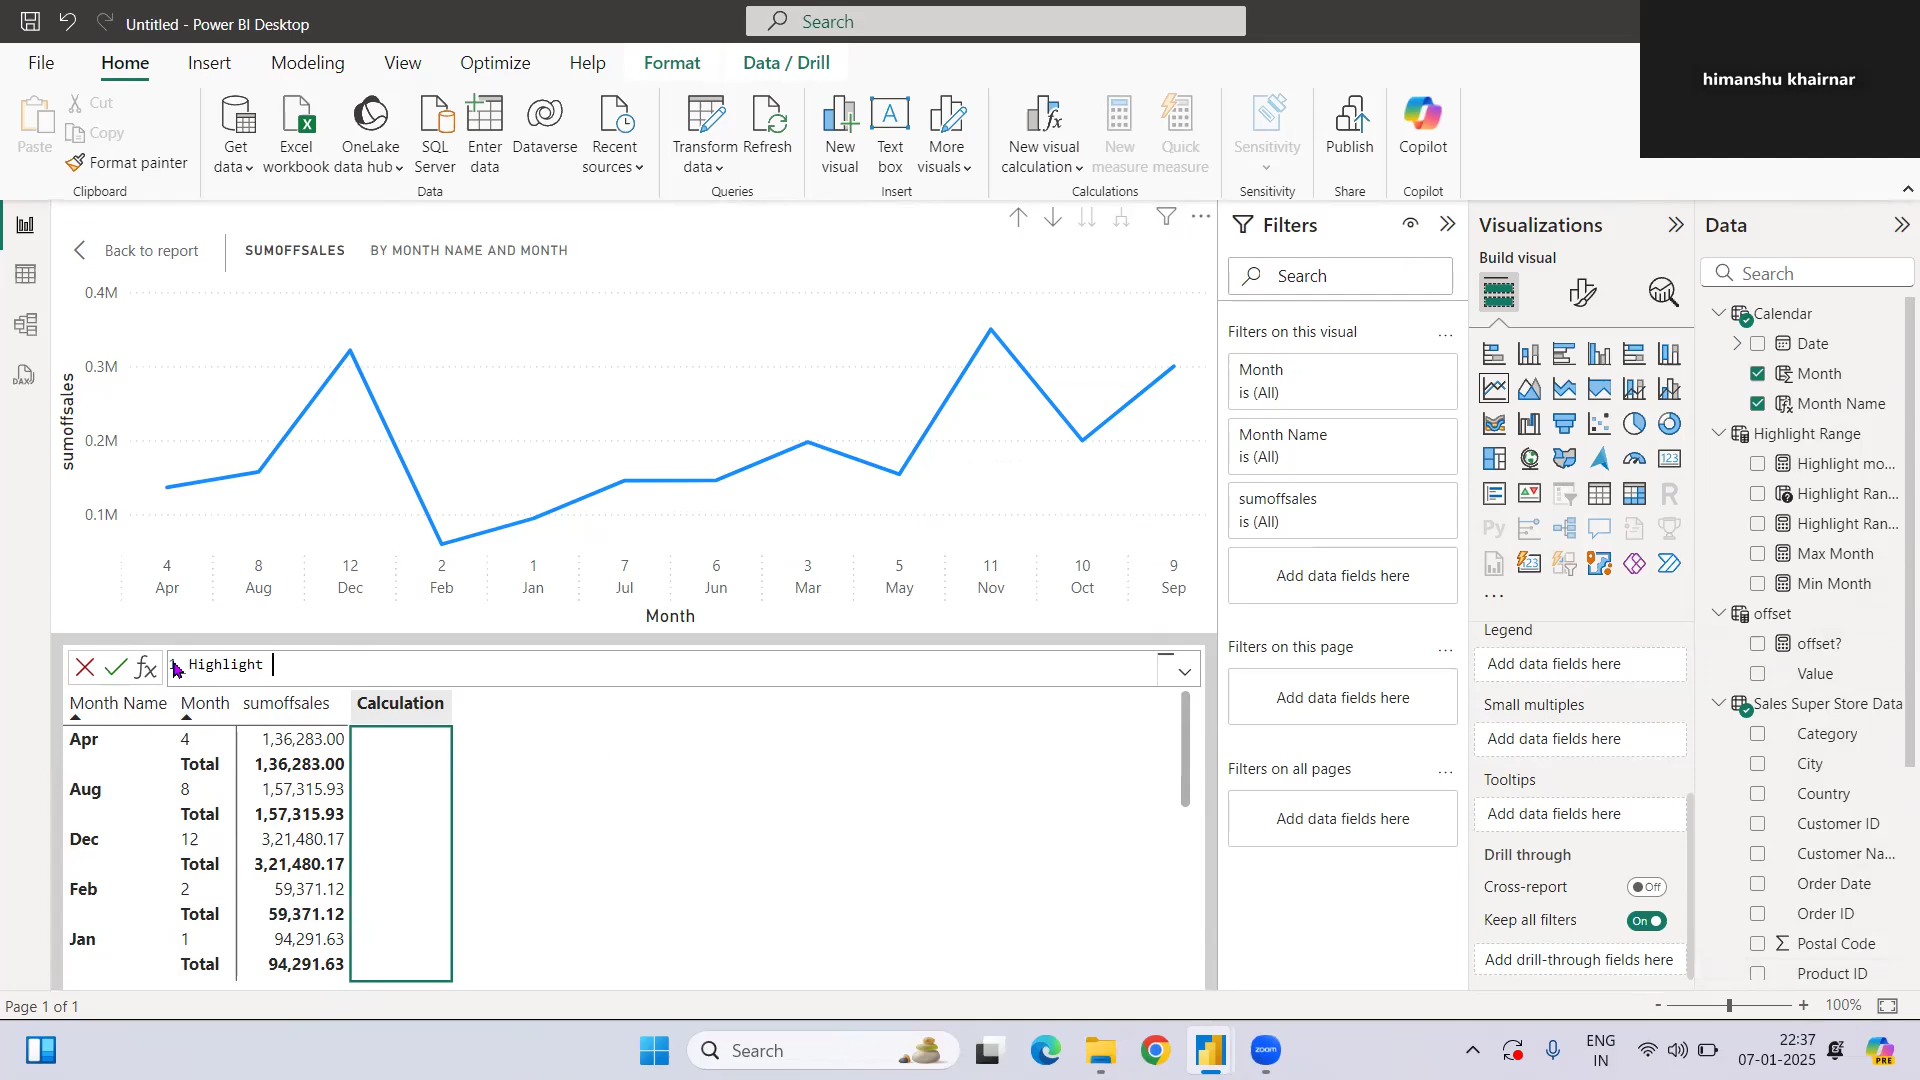 Untitled - Power BI Desktop
Search
himanshu khairnar
File Home Insert Modeling View Optimize Help Format Data / Drill
Paste
Cut
Copy
Format painter
Clipboard
Get data
Excel workbook
OneLake data hub
SQL Server
Enter data
Dataverse
Recent sources
Data
Transform data
Refresh
Queries
New visual
Text box
More visuals
Insert
New visual calculation
New measure
Quick measure
Calculations
Sensitivity
Sensitivity
Publish
Share
Copilot
Copilot
Back to report
SUMOFFSALES BY MONTH NAME AND MONTH
0.4M
0.3M
0.2M
0.1M
sumoffsales
4 8 12 2 1 7 6 3 5 11 10 9
Apr Aug Dec Feb Jan Jul Jun Mar May Nov Oct Sep
Month
Highlight
Month Name Month sumoffsales Calculation
Apr 4 1,36,283.00
Total 1,36,283.00
Aug 8 1,57,315.93
Total 1,57,315.93
Dec 12 3,21,480.17
Total 3,21,480.17
Feb 2 59,371.12
Total 59,371.12
Jan 1 94,291.63
Total 94,291.63
Filters
Search
Filters on this visual
Month
is (All)
Month Name
is (All)
sumoffsales
is (All)
Add data fields here
Filters on this page
Add data fields here
Filters on all pages
Add data fields here
Visualizations
Build visual
123
R
Py
Legend
Add data fields here
Small multiples
Add data fields here
Tooltips
Add data fields here
Drill through
Cross-report Off
Keep all filters On
Add drill-through fields here
Data
Search
Calendar
Date
Month
Month Name
Highlight Range
Highlight mo...
Highlight Ran...
Highlight Ran...
Max Month
Min Month
offset
offset?
Value
Sales Super Store Data
Category
City
Country
Customer ID
Customer Na...
Order Date
Order ID
Postal Code
Product ID
Page 1 of 1
100%
Search
zoom
ENG
IN
22:37
07-01-2025
PRE